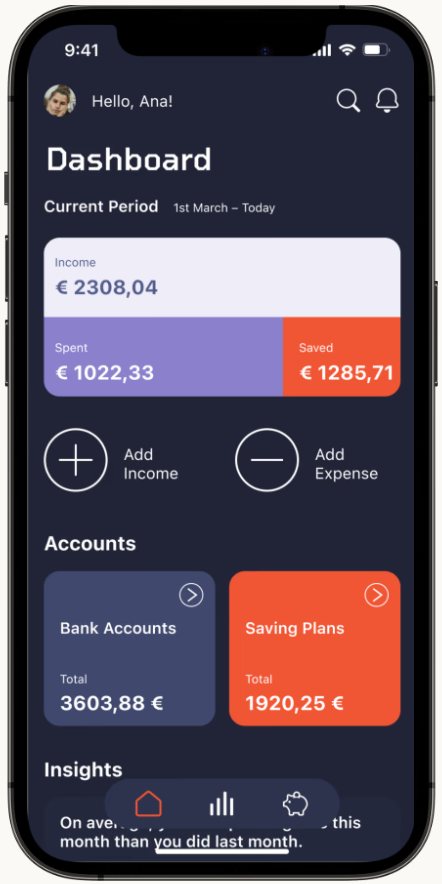 9:41
Hello, Ana!
Dashboard
Current Period 1st March – Today
Income
€ 2308,04
Spent
€ 1022,33
Saved
€ 1285,71
Add
Income
Add
Expense
Accounts
Bank Accounts
Total
3603,88 €
Saving Plans
Total
1920,25 €
Insights
On this
month than you did last month.